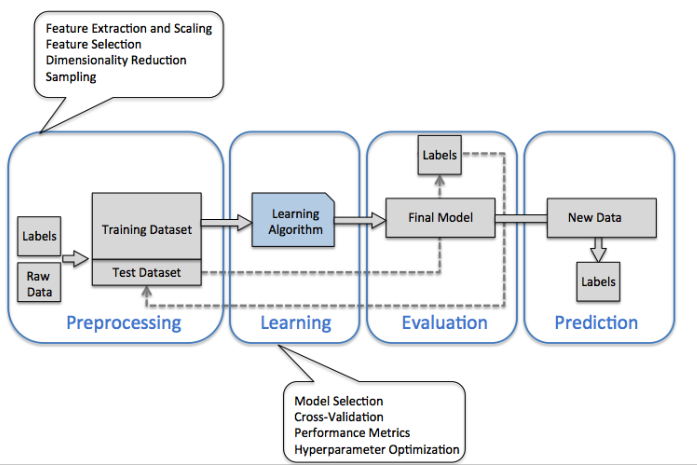 Feature Extraction and Scaling
Feature Selection
Dimensionality Reduction
Sampling
Labels
Raw
Data
Training Dataset
Test Dataset
Preprocessing
Learning
Algorithm
Learning
Labels
Final Model
Evaluation
New Data
Labels
Prediction
Model Selection
Cross-Validation
Performance Metrics
Hyperparameter Optimization